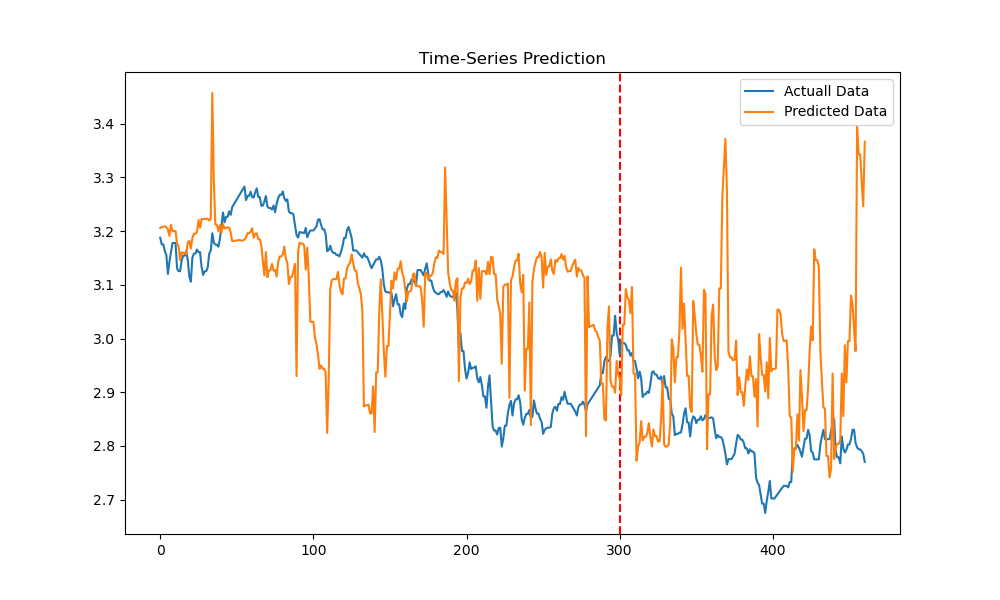 Time-Series Prediction
Actuall Data
Predicted Data
3.4
3.3
3.2
3.1
3.0
2.9
2.8
2.7
0 100 200 300 400